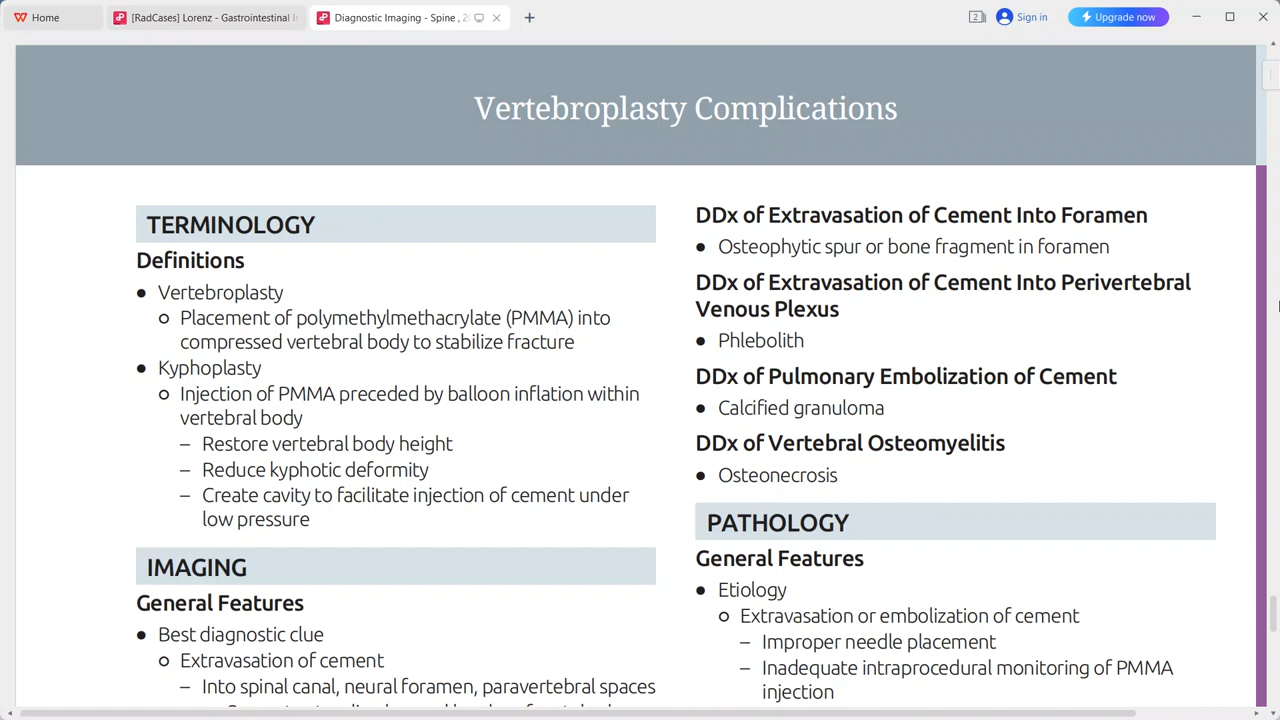 Home
[RadCases] Lorenz - Gastrointestinal
Diagnostic Imaging - Spine , 2
2
Sign in
Upgrade now
Vertebroplasty Complications
TERMINOLOGY
Definitions
● Vertebroplasty
○ Placement of polymethylmethacrylate (PMMA) into
compressed vertebral body to stabilize fracture
● Kyphoplasty
○ Injection of PMMA preceded by balloon inflation within
vertebral body
– Restore vertebral body height
– Reduce kyphotic deformity
– Create cavity to facilitate injection of cement under
low pressure
IMAGING
General Features
● Best diagnostic clue
○ Extravasation of cement
– Into spinal canal, neural foramen, paravertebral spaces
DDx of Extravasation of Cement Into Foramen
● Osteophytic spur or bone fragment in foramen
DDx of Extravasation of Cement Into Perivertebral
Venous Plexus
● Phlebolith
DDx of Pulmonary Embolization of Cement
● Calcified granuloma
DDx of Vertebral Osteomyelitis
● Osteonecrosis
PATHOLOGY
General Features
● Etiology
○ Extravasation or embolization of cement
– Improper needle placement
– Inadequate intraprocedural monitoring of PMMA
injection